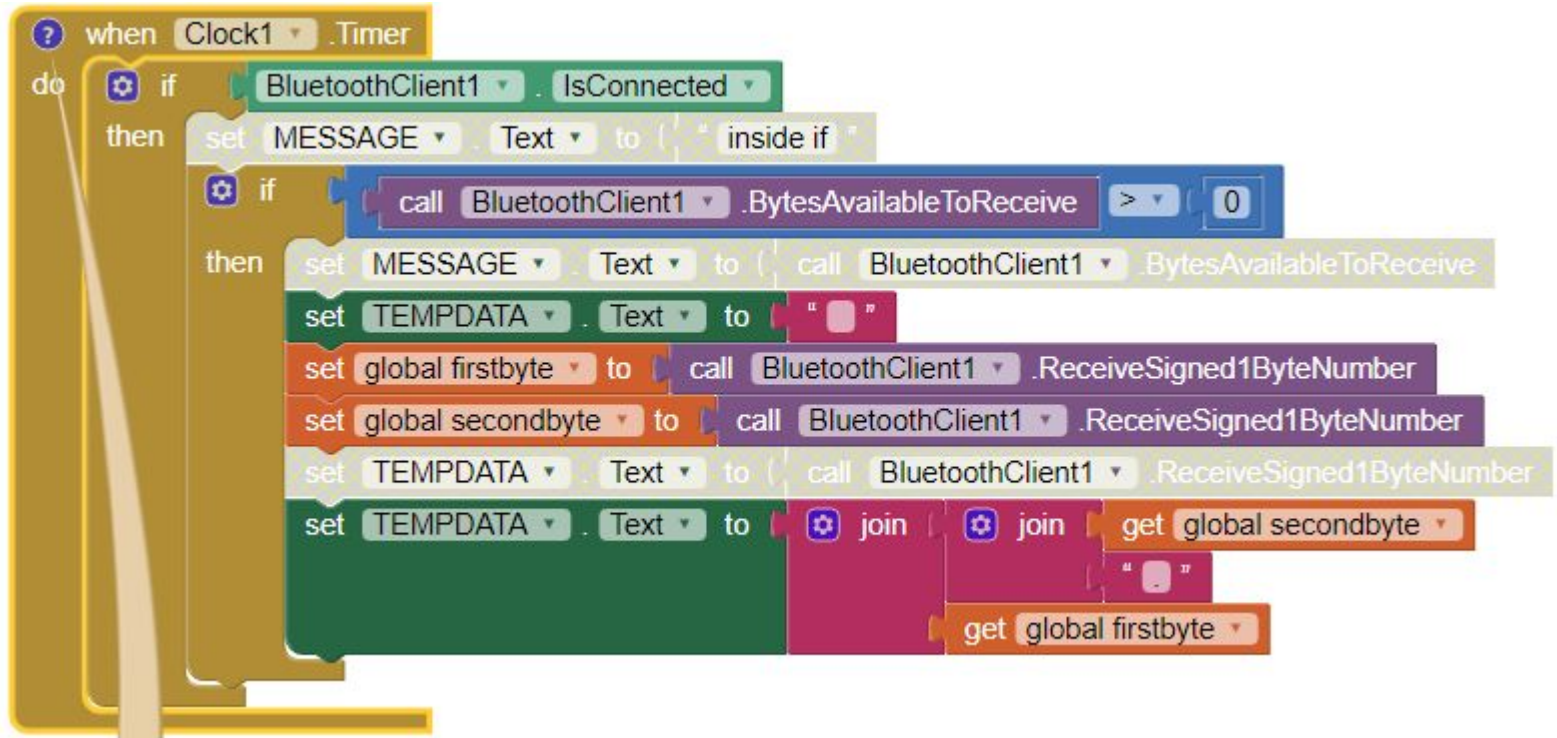 ? when Clock1 .Timer
do if BluetoothClient1 . IsConnected
then set MESSAGE . Text to " inside if "
if call BluetoothClient1 .BytesAvailableToReceive > 0
then set MESSAGE . Text to call BluetoothClient1 .BytesAvailableToReceive
set TEMPDATA . Text to " "
set global firstbyte to call BluetoothClient1 .ReceiveSigned1ByteNumber
set global secondbyte to call BluetoothClient1 .ReceiveSigned1ByteNumber
set TEMPDATA . Text to call BluetoothClient1 .ReceiveSigned1ByteNumber
set TEMPDATA . Text to join join get global secondbyte
" . "
get global firstbyte